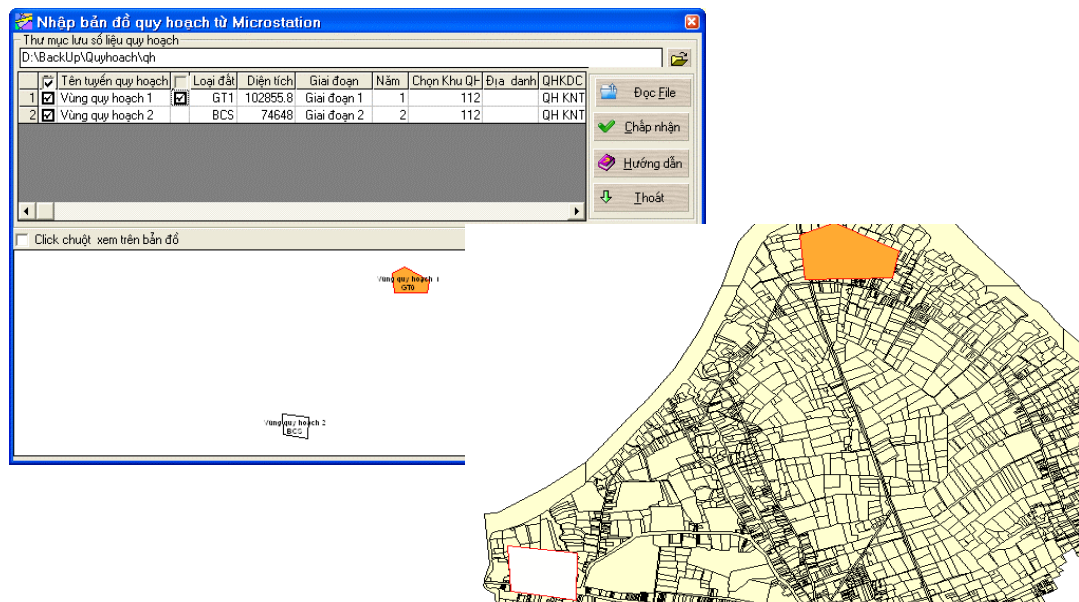 Nhập bản đồ quy hoạch từ Microstation
Thư mục lưu số liệu quy hoạch
D:\BackUp\Quyhoach\qh
Tên tuyến quy hoạch Loại đất Diện tích Giai đoạn Năm Chọn Khu QH Địa danh QHKDC
1 Vùng quy hoạch 1 GT1 102855.8 Giai đoạn 1 1 112 QH KNT
2 Vùng quy hoạch 2 BCS 74648 Giai đoạn 2 2 112 QH KNT
Đọc File
Chấp nhận
Hướng dẫn
Thoát
Click chuột xem trên bản đồ
Vùng quy hoạch 1
GT0
Vùng quy hoạch 2
BCS